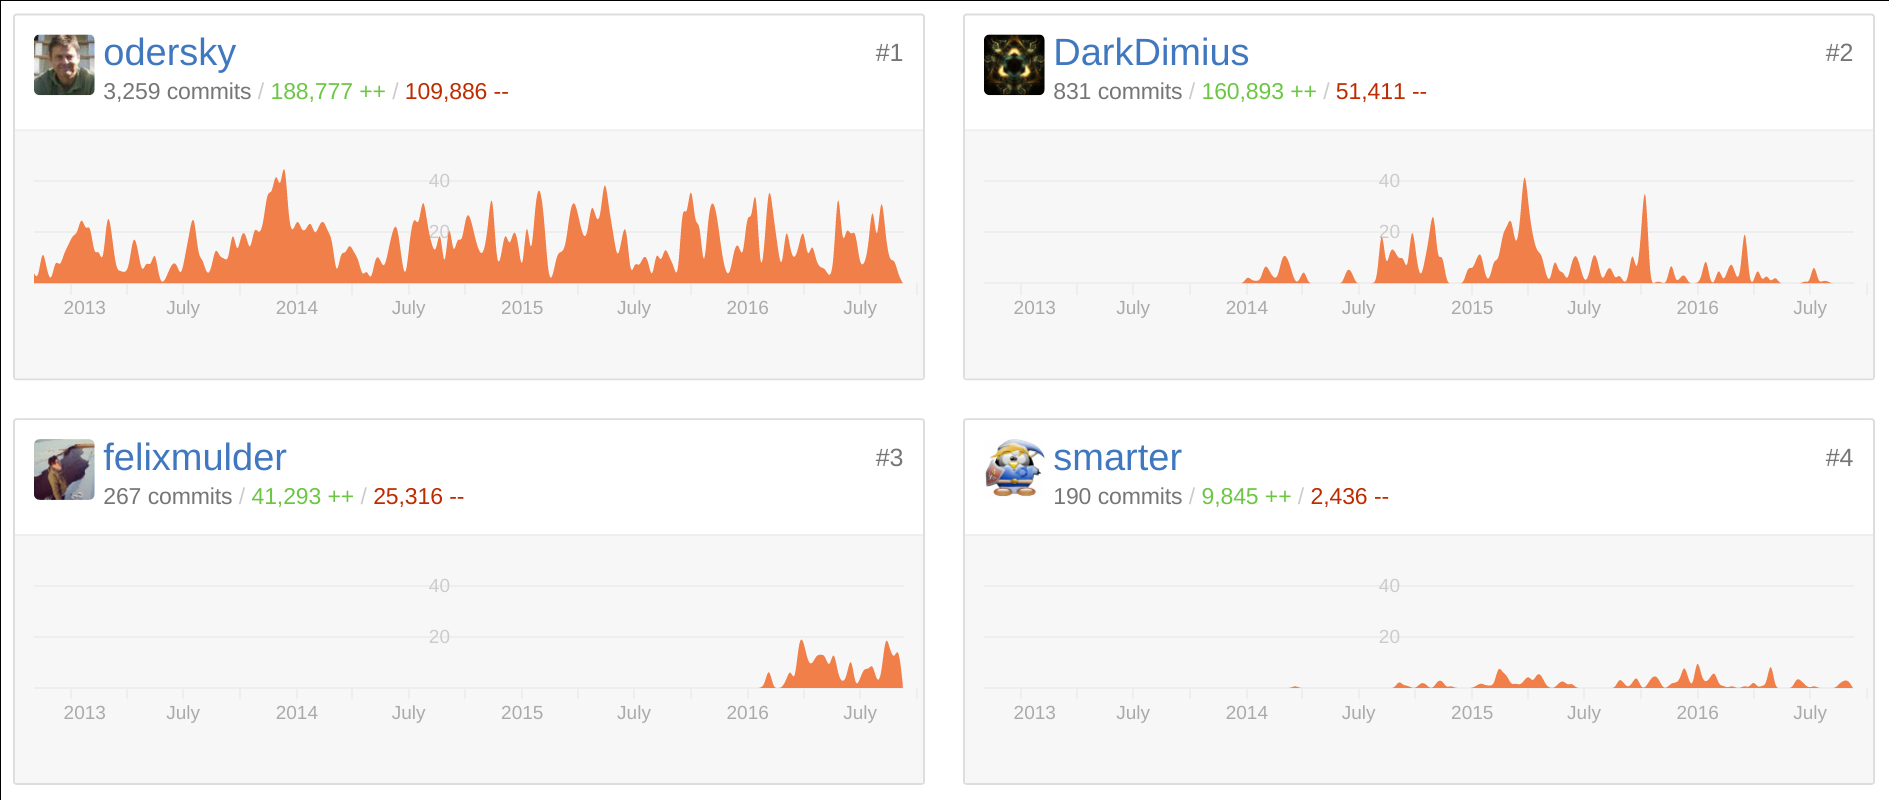 odersky
#1
3,259 commits / 188,777 ++ / 109,886 --
40
20
2013 July 2014 July 2015 July 2016 July
DarkDimius
#2
831 commits / 160,893 ++ / 51,411 --
40
20
2013 July 2014 July 2015 July 2016 July
felixmulder
#3
267 commits / 41,293 ++ / 25,316 --
40
20
2013 July 2014 July 2015 July 2016 July
smarter
#4
190 commits / 9,845 ++ / 2,436 --
40
20
2013 July 2014 July 2015 July 2016 July